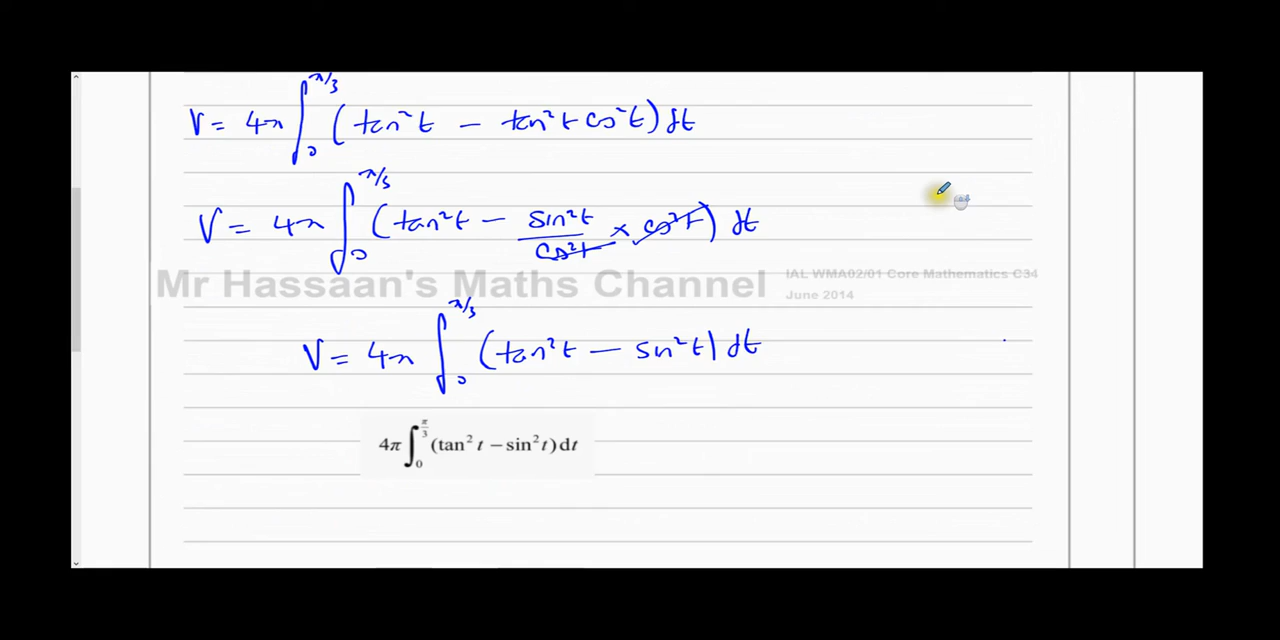 V = 4π ∫₀^(π/3) (tan²t − tan²t cos²t) dt
V = 4π ∫₀^(π/3) (tan²t − sin²t/cos²t × cos²t) dt
Mr Hassaan's Maths Channel
IAL WMA02/01 Core Mathematics C34
June 2014
V = 4π ∫₀^(π/3) (tan²t − sin²t) dt
4π ∫₀^(π/3) (tan² t − sin² t) dt